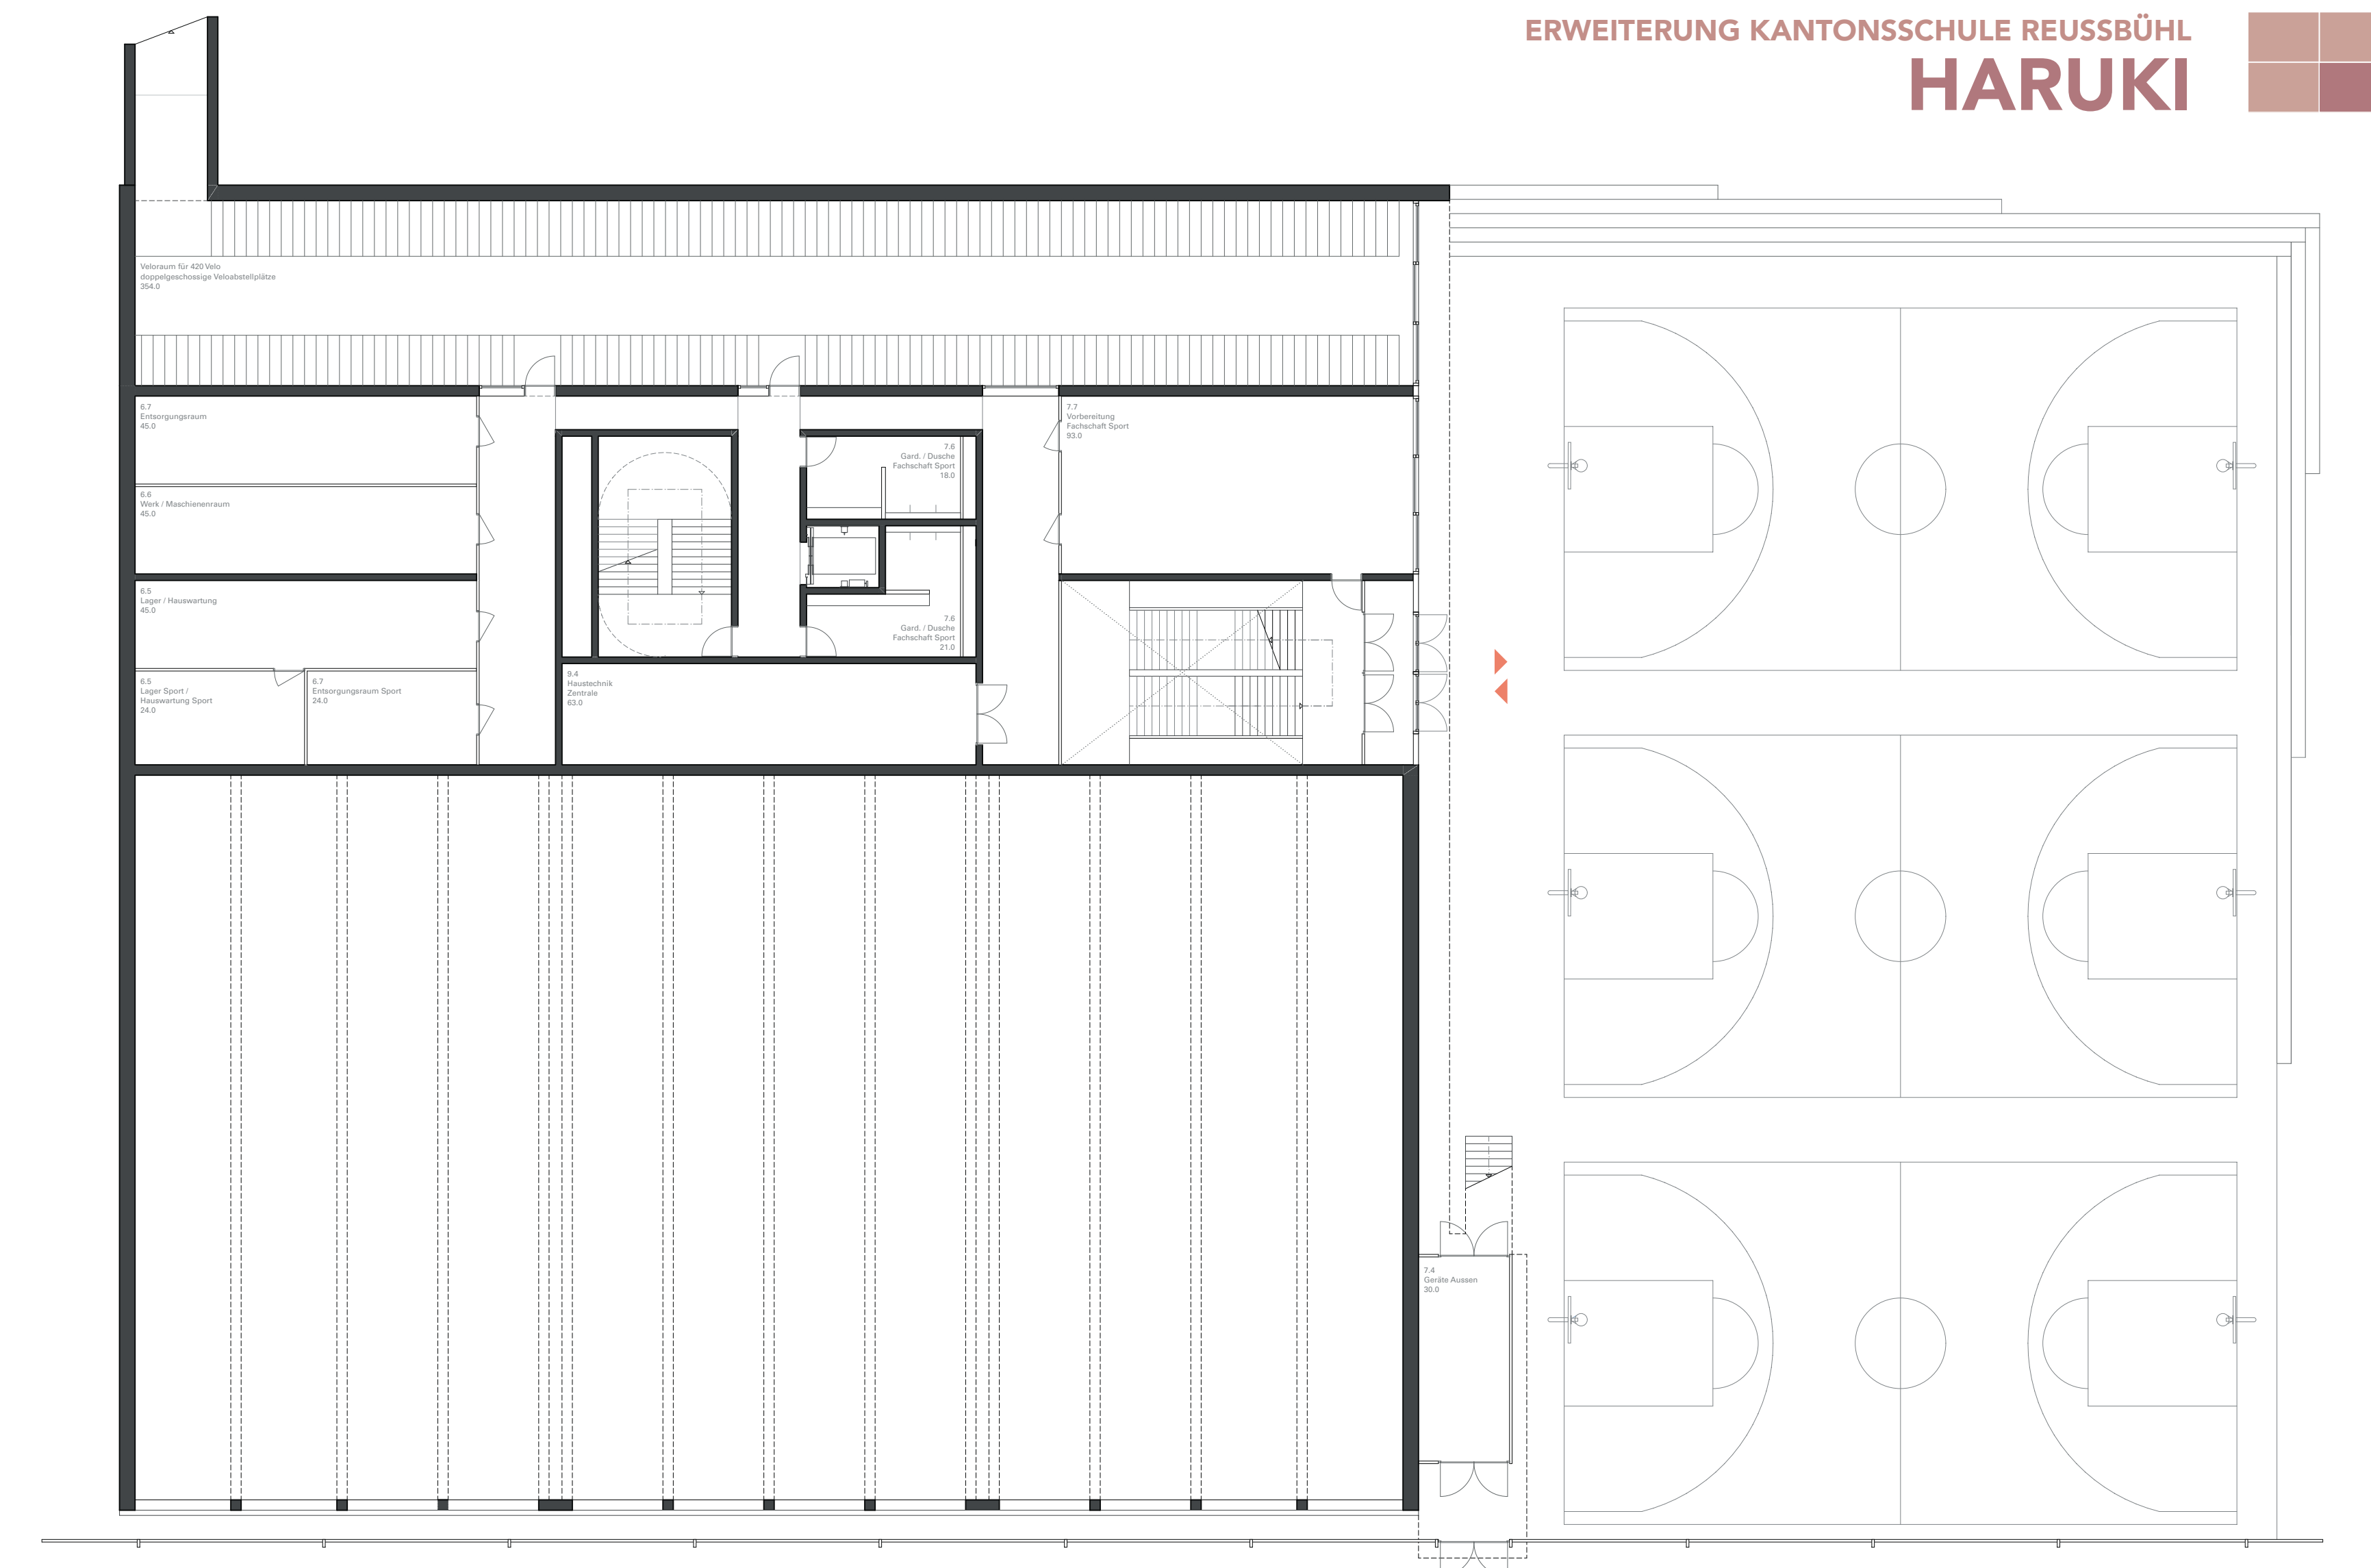 ERWEITERUNG KANTONSSCHULE REUSSBÜHL
HARUKI
Veloraum für 420 Velo
doppelgeschossige Veloabstellplätze
354.0
6.7
Entsorgungsraum
45.0
6.6
Werk / Maschienenraum
45.0
6.5
Lager / Hauswartung
45.0
6.5
Lager Sport /
Hauswartung Sport
24.0
6.7
Entsorgungsraum Sport
24.0
7.6
Gard. / Dusche
Fachschaft Sport
18.0
7.6
Gard. / Dusche
Fachschaft Sport
21.0
9.4
Haustechnik
Zentrale
63.0
7.7
Vorbereitung
Fachschaft Sport
93.0
7.4
Geräte Aussen
30.0